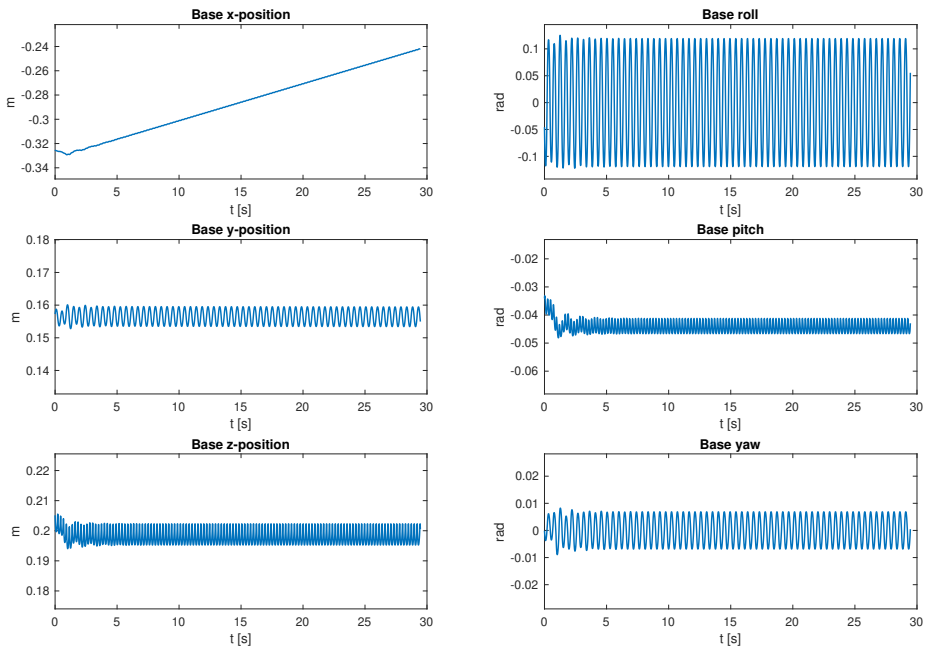 Base x-position
m
-0.24
-0.26
-0.28
-0.3
-0.32
-0.34
0 5 10 15 20 25 30
t [s]
Base roll
rad
0.1
0.05
0
-0.05
-0.1
0 5 10 15 20 25 30
t [s]
Base y-position
m
0.18
0.17
0.16
0.15
0.14
0 5 10 15 20 25 30
t [s]
Base pitch
rad
-0.02
-0.03
-0.04
-0.05
-0.06
0 5 10 15 20 25 30
t [s]
Base z-position
m
0.22
0.21
0.2
0.19
0.18
0 5 10 15 20 25 30
t [s]
Base yaw
rad
0.02
0.01
0
-0.01
-0.02
0 5 10 15 20 25 30
t [s]